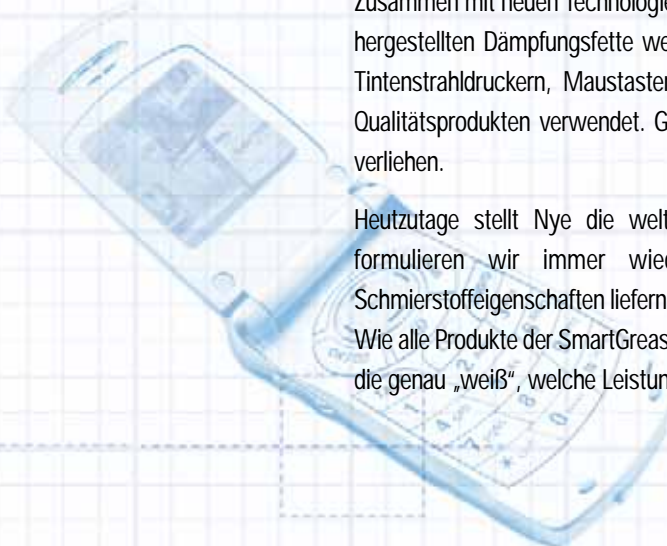 Zusammen mit neuen Technologie
hergestellten Dämpfungsfette we
Tintenstrahldruckern, Maustaster
Qualitätsprodukten verwendet. G
verliehen.
Heutzutage stellt Nye die welt
formulieren wir immer wied
Schmierstoffeigenschaften liefern
Wie alle Produkte der SmartGreas
die genau „weiß“, welche Leistun